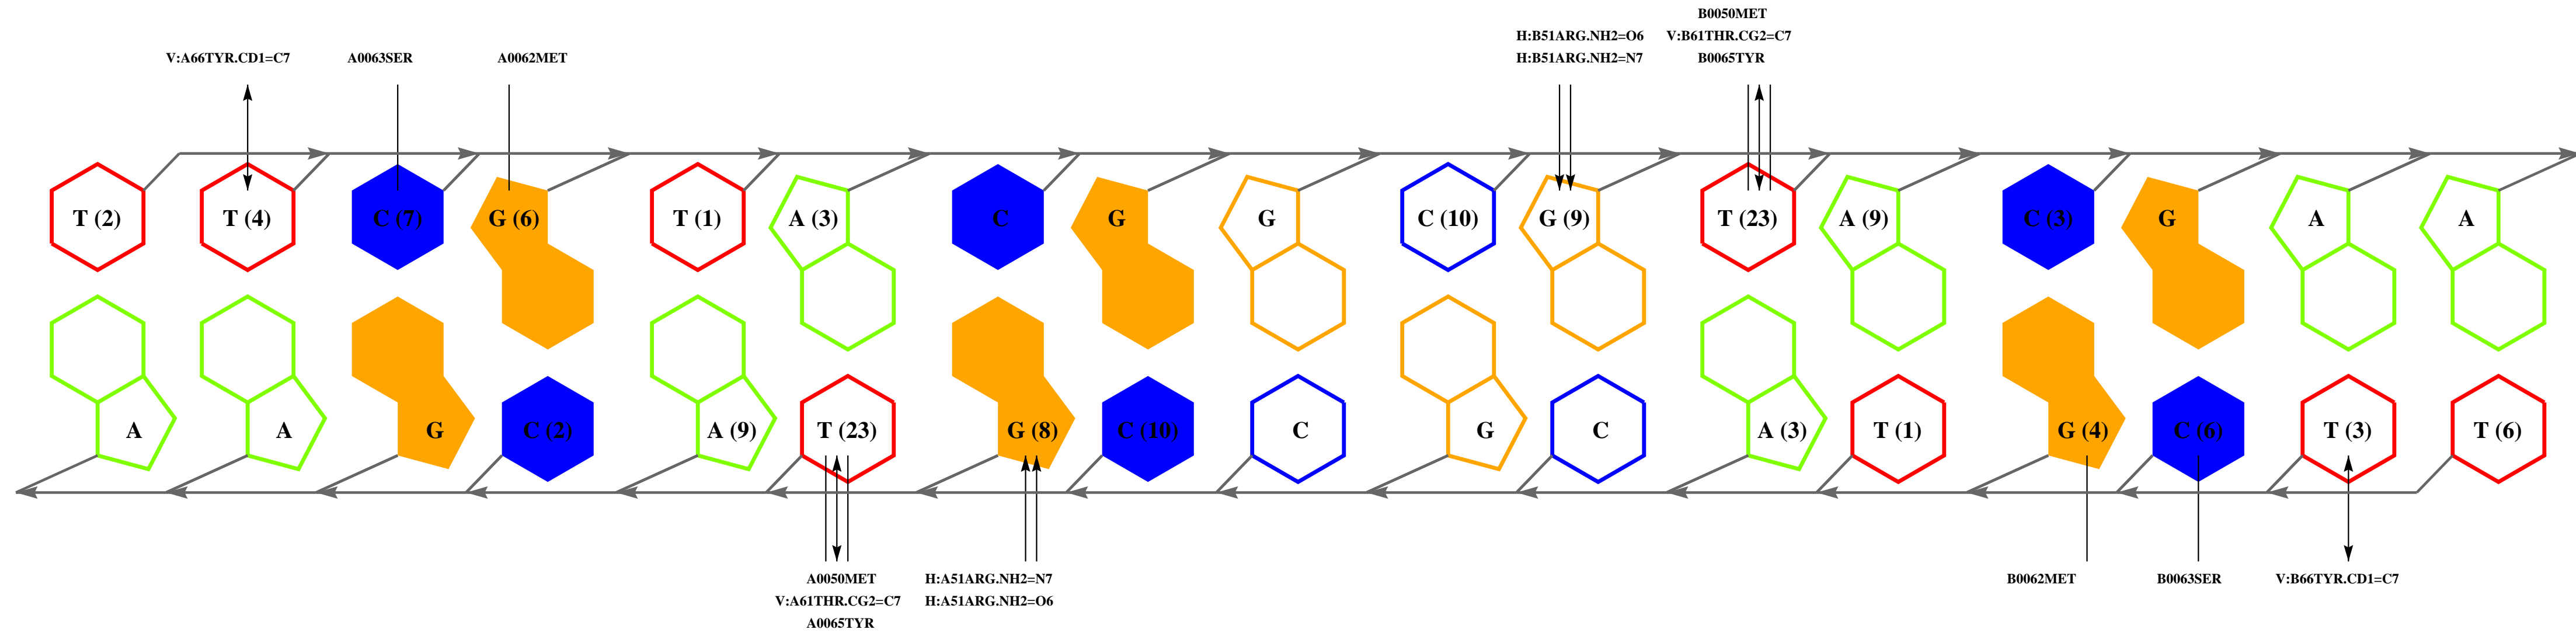 B0050MET
H:B51ARG.NH2=O6 V:B61THR.CG2=C7
V:A66TYR.CD1=C7 A0063SER A0062MET H:B51ARG.NH2=N7 B0065TYR
T (2) T (4) C (7) G (6) T (1) A (3) C G G C (10) G (9) T (23) A (9) C (3) G A A
A A G C (2) A (9) T (23) G (8) C (10) C G C A (3) T (1) G (4) C (6) T (3) T (6)
A0050MET H:A51ARG.NH2=N7 B0062MET B0063SER V:B66TYR.CD1=C7
V:A61THR.CG2=C7 H:A51ARG.NH2=O6
A0065TYR